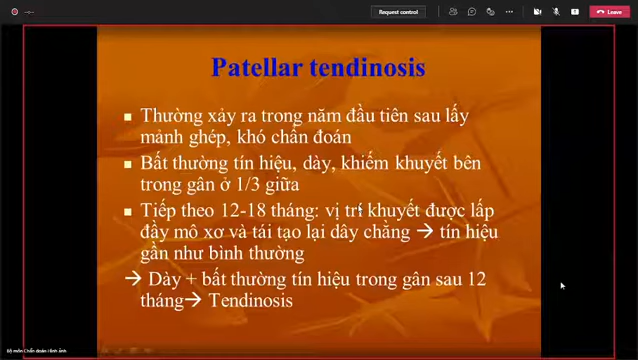 Request control
Leave
Patellar tendinosis
Thường xảy ra trong năm đầu tiên sau lấy
mảnh ghép, khó chẩn đoán
Bất thường tín hiệu, dày, khiếm khuyết bên
trong gân ở 1/3 giữa
Tiếp theo 12-18 tháng: vị trí khuyết được lấp
đầy mô xơ và tái tạo lại dây chằng → tín hiệu
gần như bình thường
→ Dày + bất thường tín hiệu trong gân sau 12
tháng→ Tendinosis
Bộ môn Chẩn đoán Hình ảnh